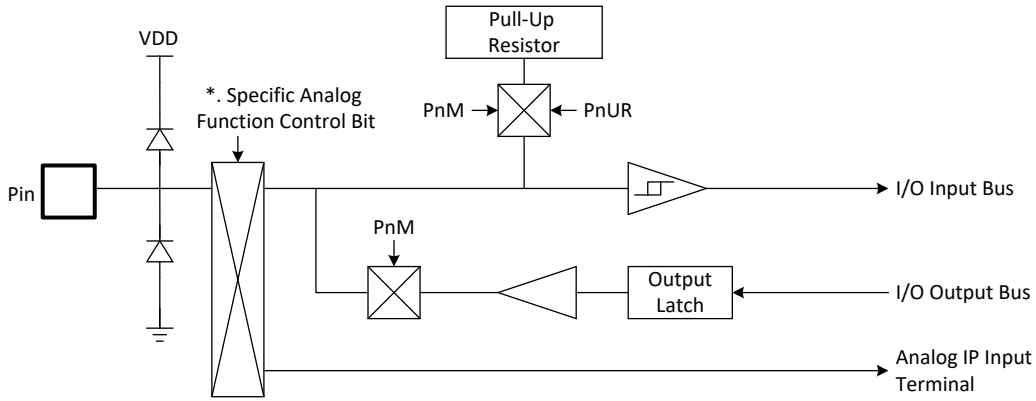 Pull-Up
Resistor
VDD
*. Specific Analog
Function Control Bit
PnM
PnUR
Pin
I/O Input Bus
PnM
Output
Latch
I/O Output Bus
Analog IP Input
Terminal